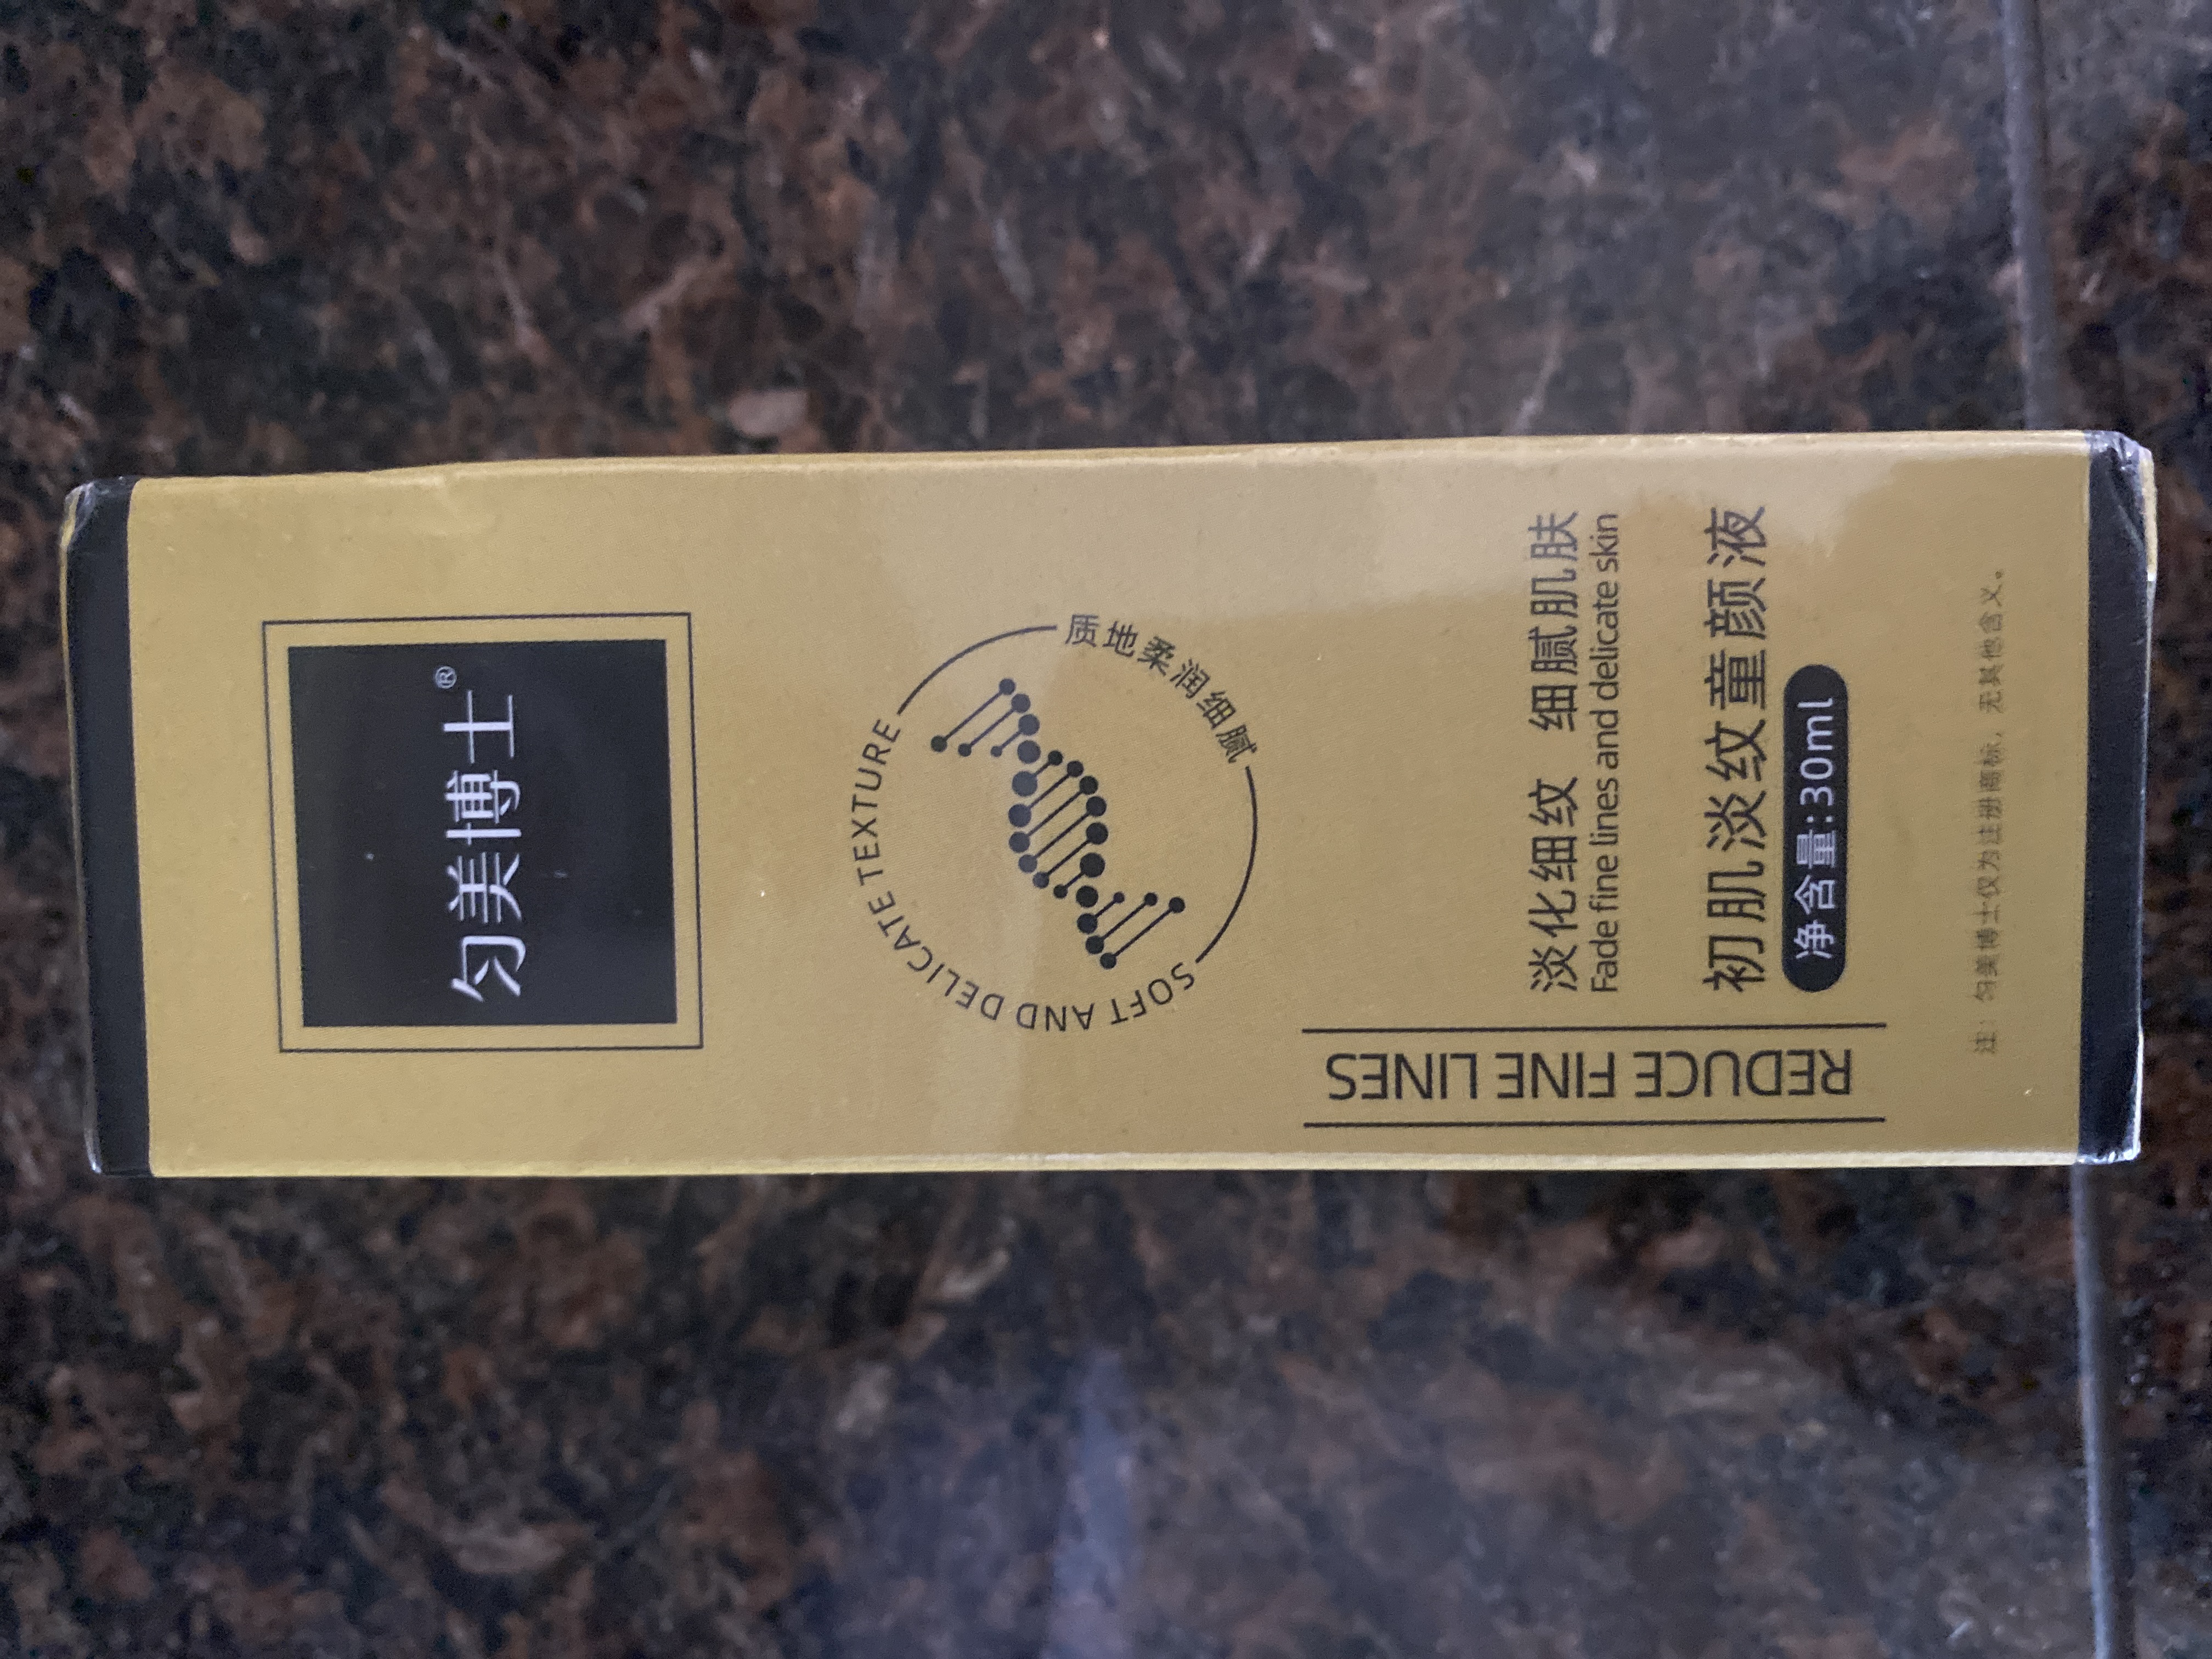 匀美博士®
质地柔润细腻
SOFT AND DELICATE TEXTURE
REDUCE FINE LINES
淡化细纹 细腻肌肤
Fade fine lines and delicate skin
初肌淡纹童颜液
净含量:30ml
注：匀美博士仅为注册商标，无其他含义。